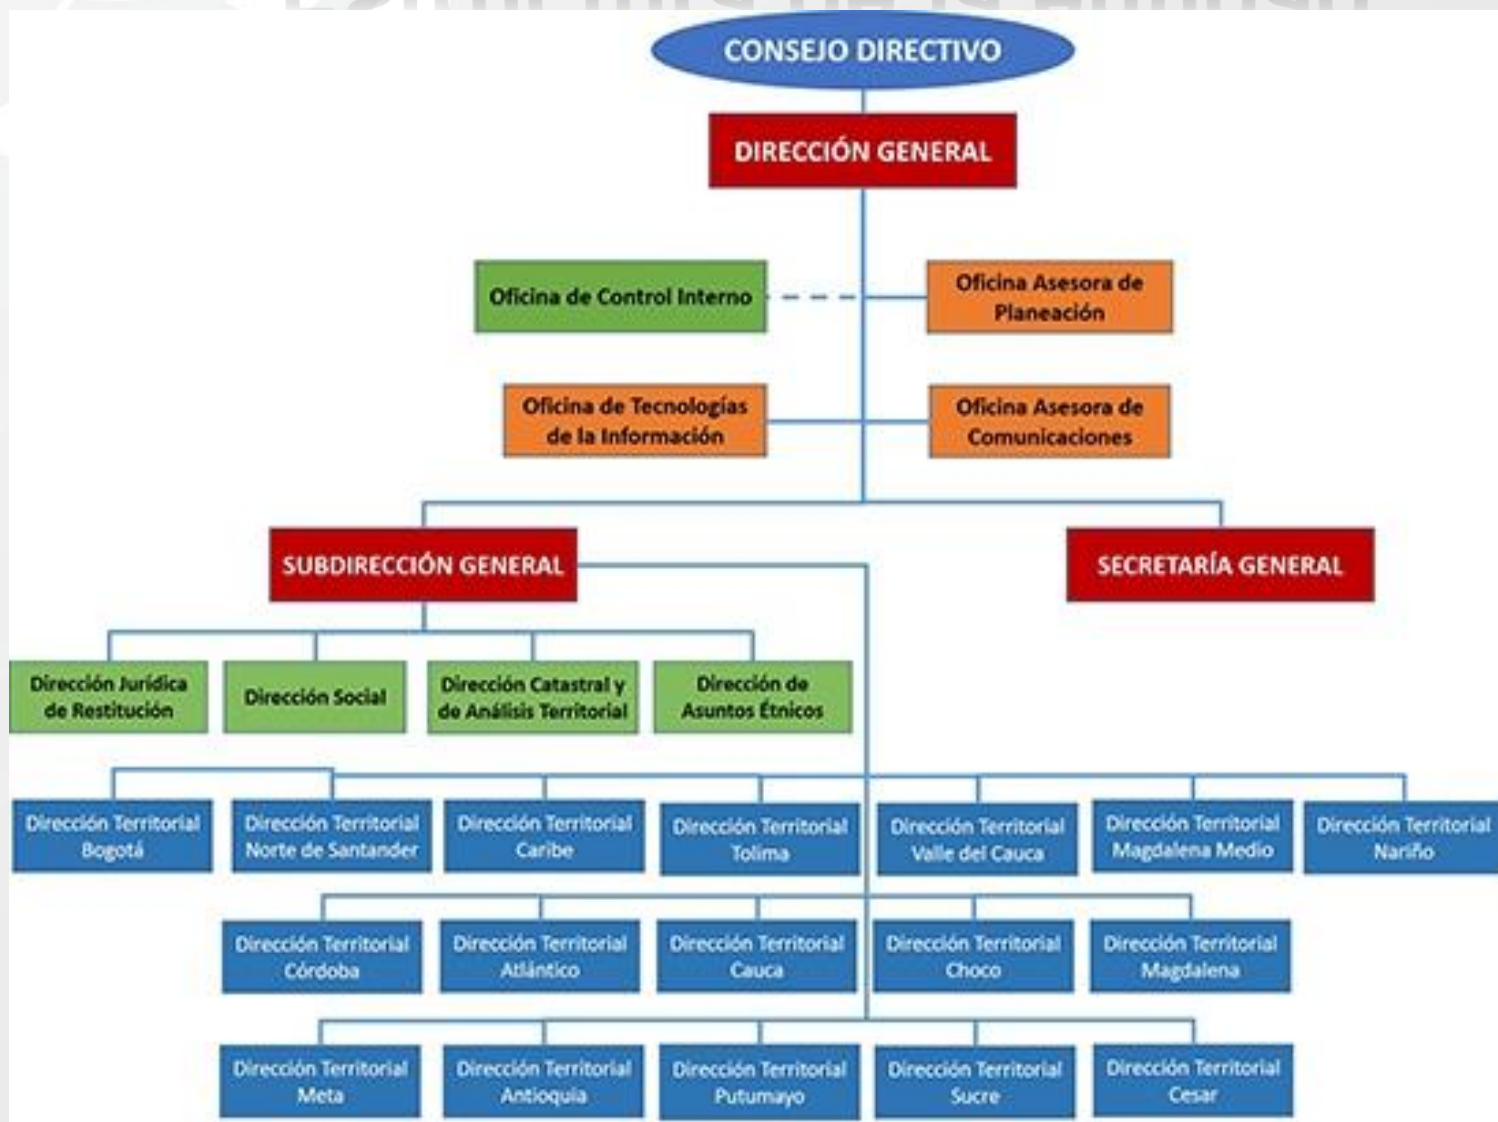 CONSEJO DIRECTIVO
DIRECCIÓN GENERAL
Oficina de Control Interno
Oficina Asesora de
Planeación
Oficina de Tecnologías
de la Información
Oficina Asesora de
Comunicaciones
SUBDIRECCIÓN GENERAL
SECRETARÍA GENERAL
Dirección Jurídica
de Restitución
Dirección Social
Dirección Catastral y
de Análisis Territorial
Dirección de
Asuntos Étnicos
Dirección Territorial
Bogotá
Dirección Territorial
Norte de Santander
Dirección Territorial
Caribe
Dirección Territorial
Tolima
Dirección Territorial
Valle del Cauca
Dirección Territorial
Magdalena Medio
Dirección Territorial
Nariño
Dirección Territorial
Córdoba
Dirección Territorial
Atlántico
Dirección Territorial
Cauca
Dirección Territorial
Choco
Dirección Territorial
Magdalena
Dirección Territorial
Meta
Dirección Territorial
Antioquia
Dirección Territorial
Putumayo
Dirección Territorial
Sucre
Dirección Territorial
Cesar